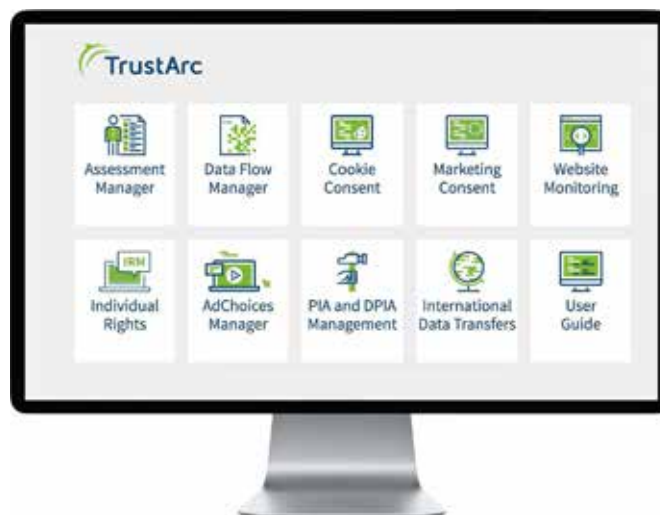 TrustArc
Assessment
Manager
Data Flow
Manager
Cookie
Consent
Marketing
Consent
Website
Monitoring
IRM
Individual
Rights
AdChoices
Manager
PIA and DPIA
Management
International
Data Transfers
User
Guide